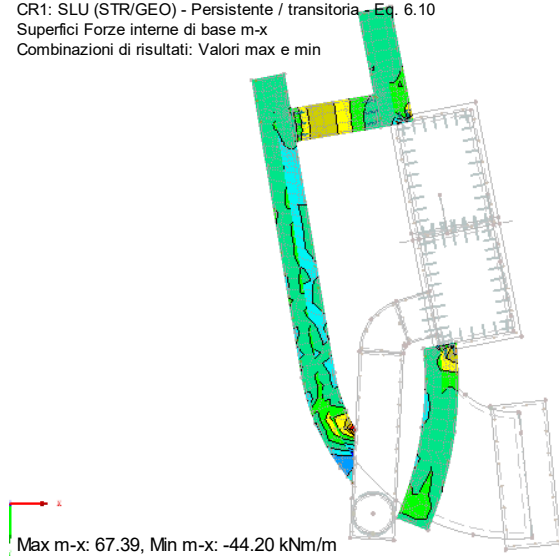 CR1: SLU (STR/GEO) - Persistente / transitoria - Eq. 6.10
Superfici Forze interne di base m-x
Combinazioni di risultati: Valori max e min
x
Max m-x: 67.39, Min m-x: -44.20 kNm/m